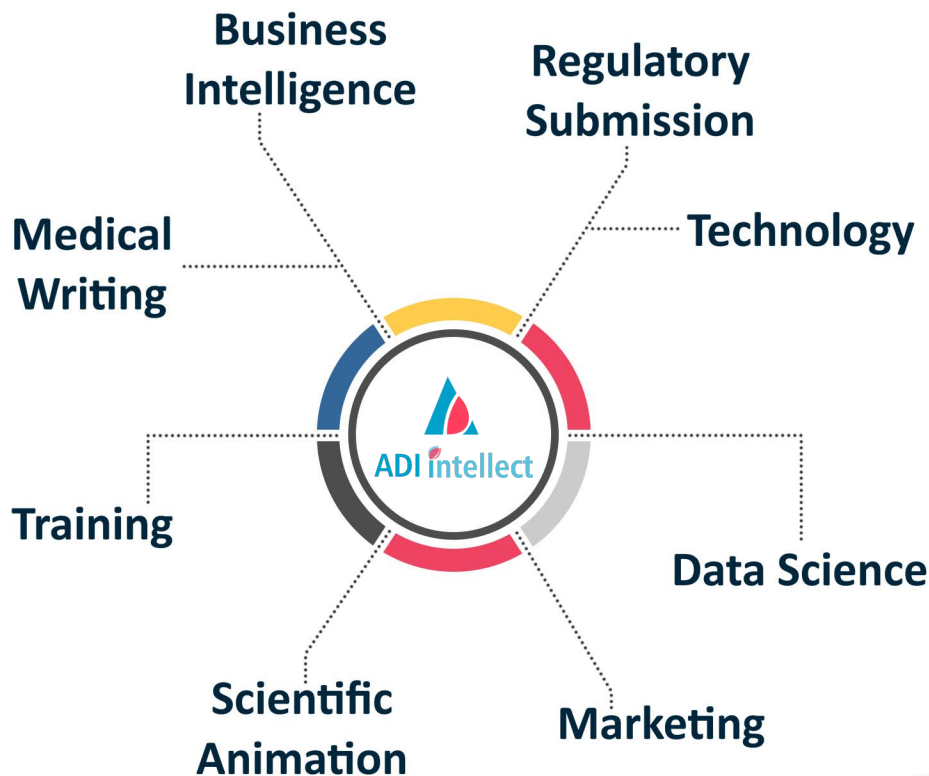 Business
Intelligence
Regulatory
Submission
Medical
Writing
Technology
ADI intellect
Training
Data Science
Scientific
Animation
Marketing